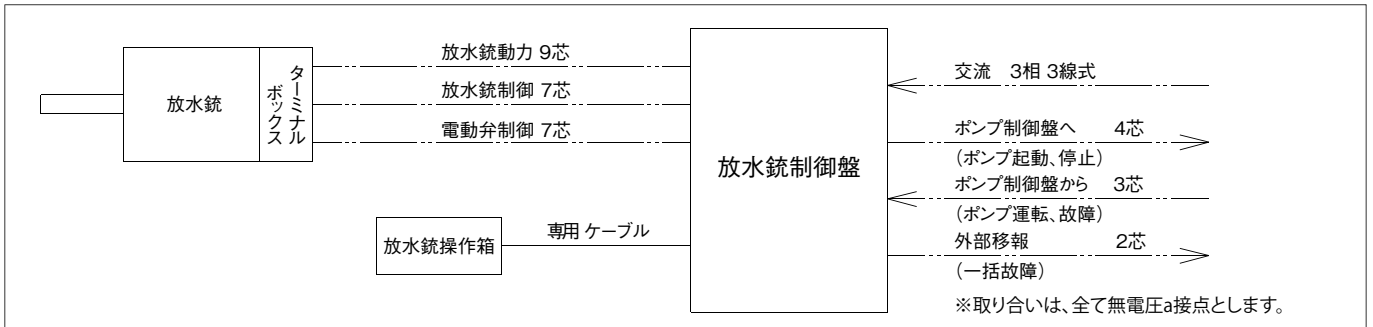 放水銃
ターミナル
ボックス
放水銃動力 9芯
放水銃制御 7芯
電動弁制御 7芯
放水銃操作箱
専用 ケーブル
放水銃制御盤
交流 3相 3線式
ポンプ制御盤へ 4芯
(ポンプ起動、停止)
ポンプ制御盤から 3芯
(ポンプ運転、故障)
外部移報 2芯
(一括故障)
※取り合いは、全て無電圧a接点とします。